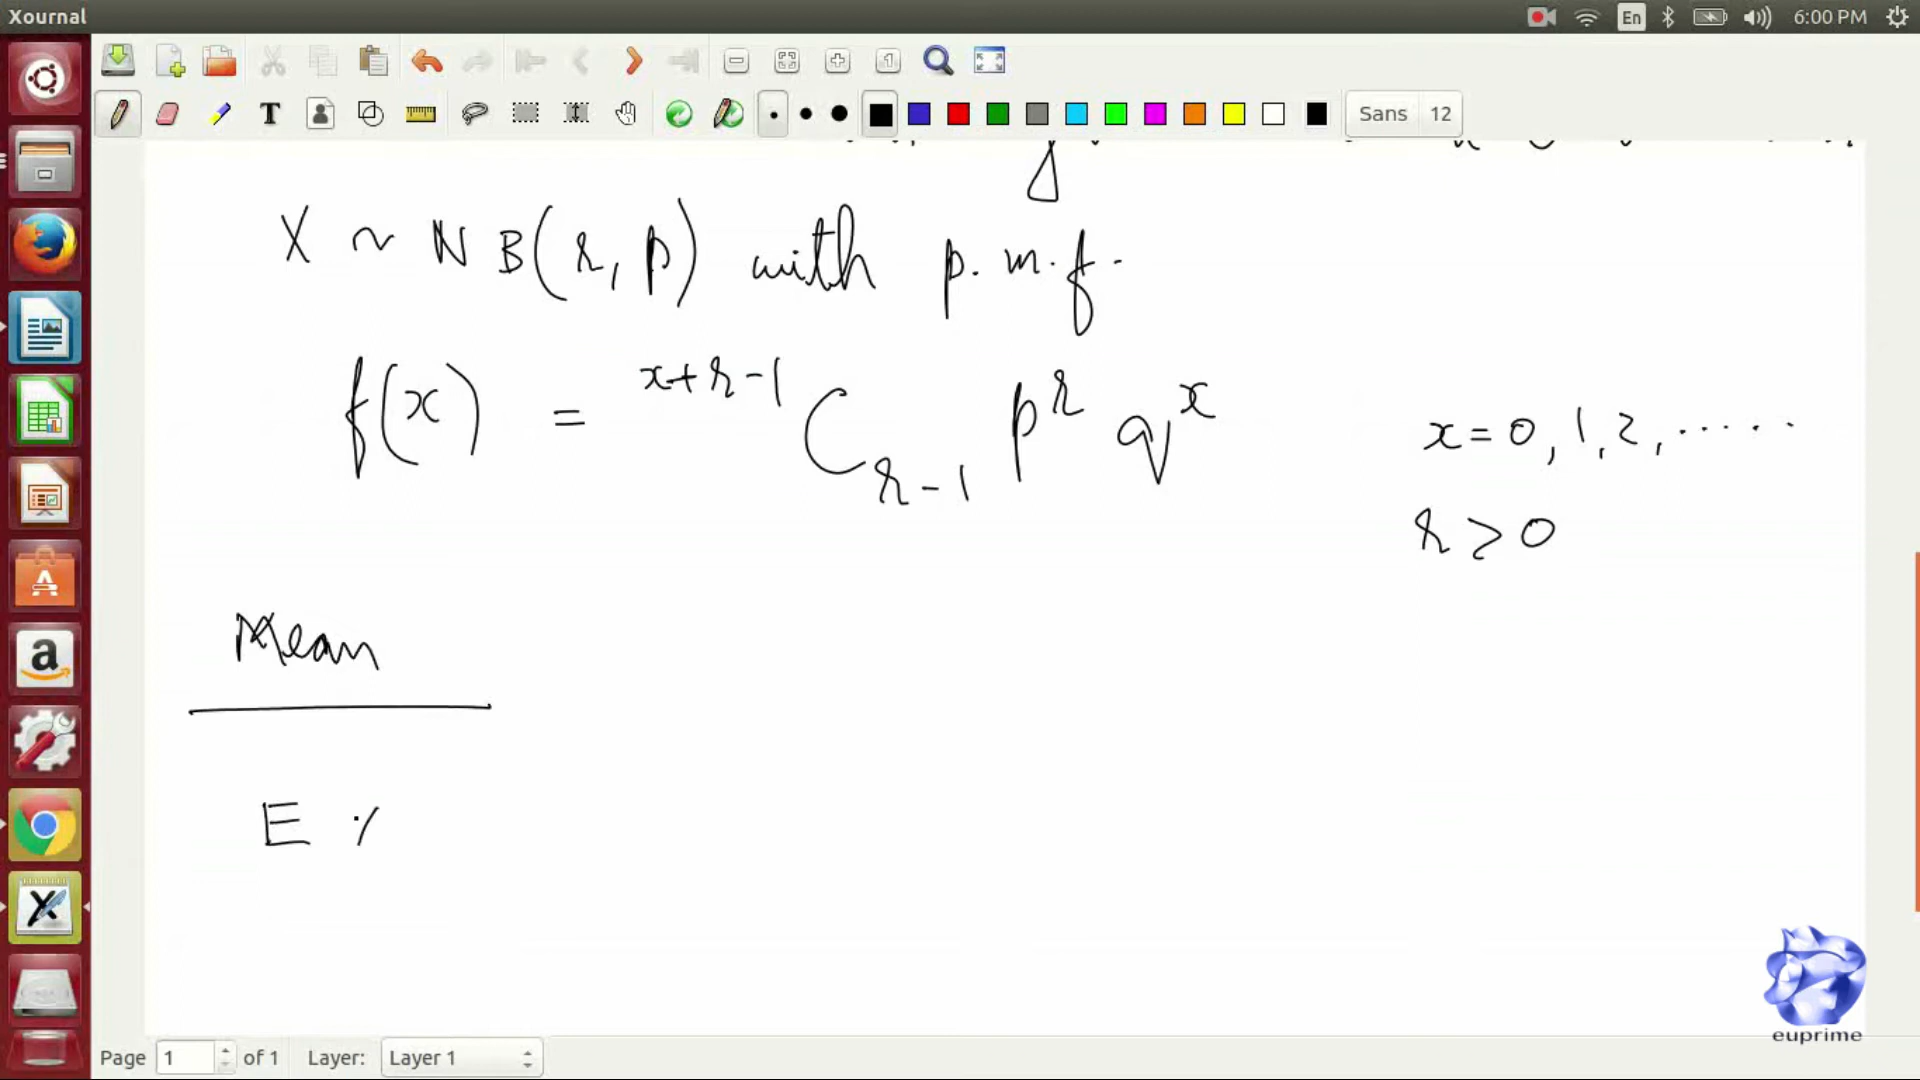 Xournal
En
6:00 PM
Sans 12
X ~ NB(r, p) with p.m.f.
f(x) = ^{x+r-1}C_{r-1} p^r q^x
x = 0, 1, 2, ......
r > 0
Mean
E
euprime
Page 1 of 1 Layer: Layer 1